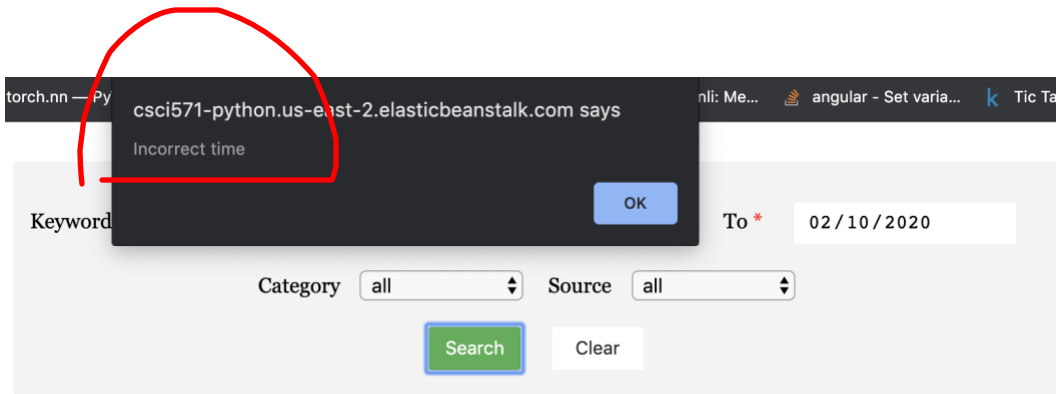 torch.nn — Py
nli: Me...
angular - Set varia...
k
Tic Ta
csci571-python.us-east-2.elasticbeanstalk.com says
Incorrect time
OK
Keyword
To *
02/10/2020
Category
all
Source
all
Search
Clear